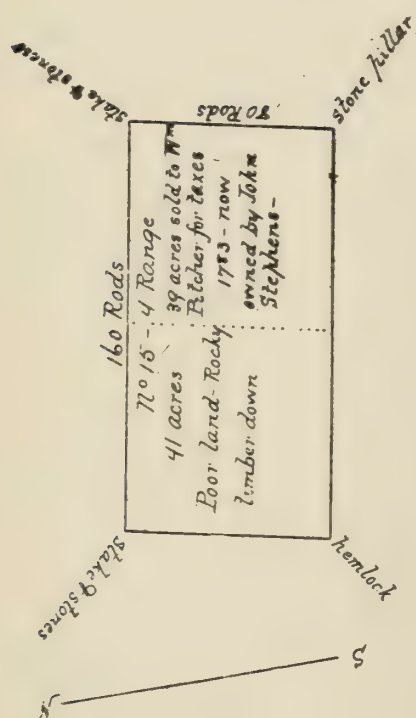 stake & stones
stone pillar
80 Rods
160 Rods
No 15 - 4 Range
41 acres
Poor land - Rocky
timber down
39 acres sold to Wm
Pitcher for taxes
1783 - now
owned by John
Stephens -
stake & stones
hemlock
S